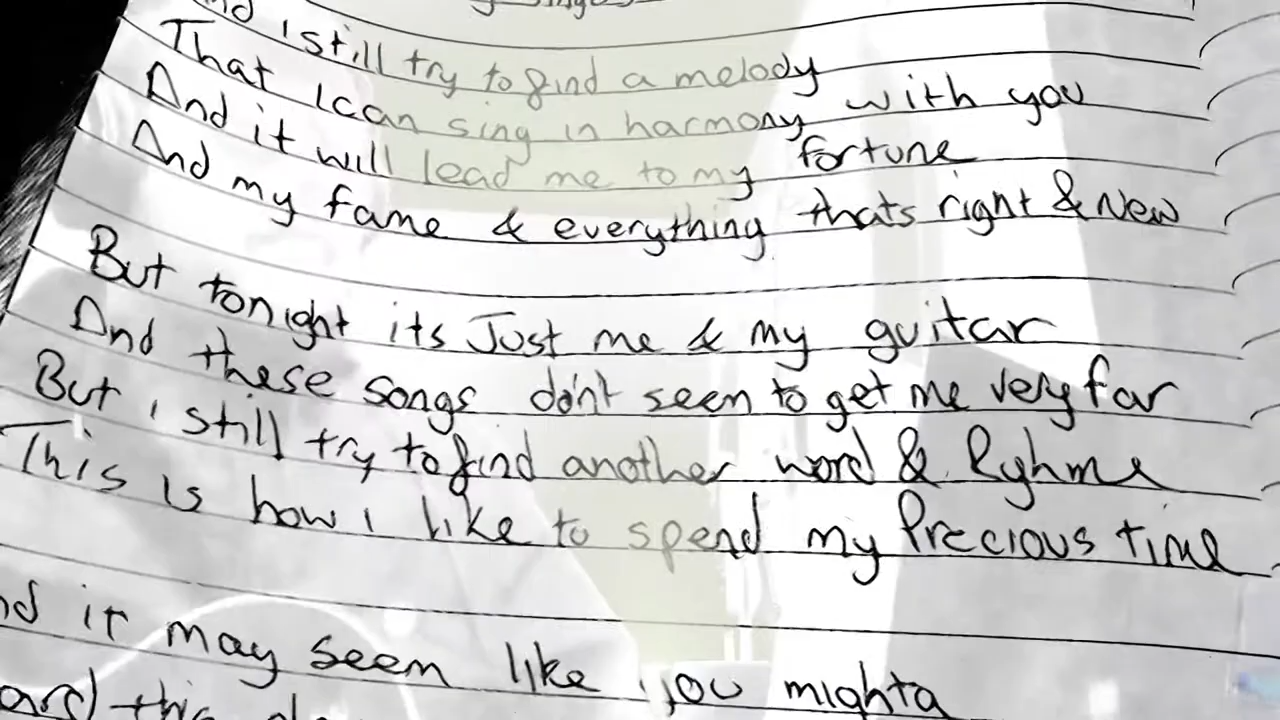 i still try to find a melody
That i can sing in harmony with you
And it will lead me to my fortune
And my fame & everything thats right & New
But tonight its Just me & my guitar
And these songs don't seen to get me very far
But i still try to find another word & Ryhme
This is how i like to spend my Precious time
it may seem like you mighta
this